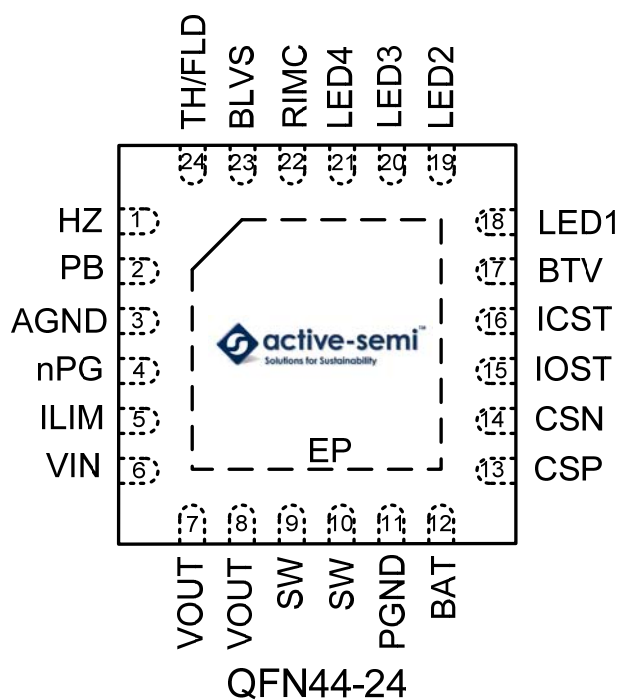 TH/FLD
BLVS
RIMC
LED4
LED3
LED2
24
23
22
21
20
19
HZ 1
PB 2
AGND 3
nPG 4
ILIM 5
VIN 6
18 LED1
17 BTV
16 ICST
15 IOST
14 CSN
13 CSP
active-semi™
Solutions for Sustainability
EP
7
8
9
10
11
12
VOUT
VOUT
SW
SW
PGND
BAT
QFN44-24